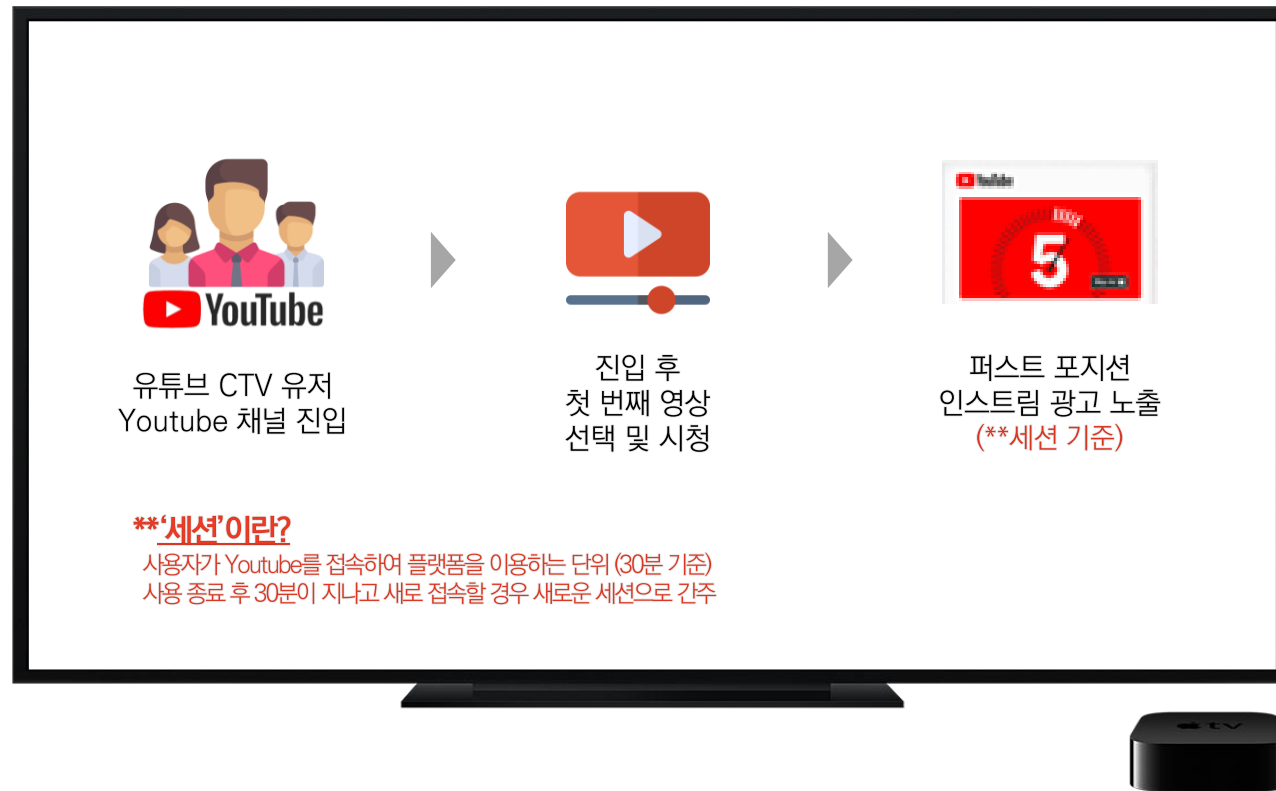 YouTube
YouTube
5
유튜브 CTV 유저
Youtube 채널 진입
진입 후
첫 번째 영상
선택 및 시청
퍼스트 포지션
인스트림 광고 노출
(**세션 기준)
**‘세션’이란?
사용자가 Youtube를 접속하여 플랫폼을 이용하는 단위 (30분 기준)
사용 종료 후 30분이 지나고 새로 접속할 경우 새로운 세션으로 간주
tv